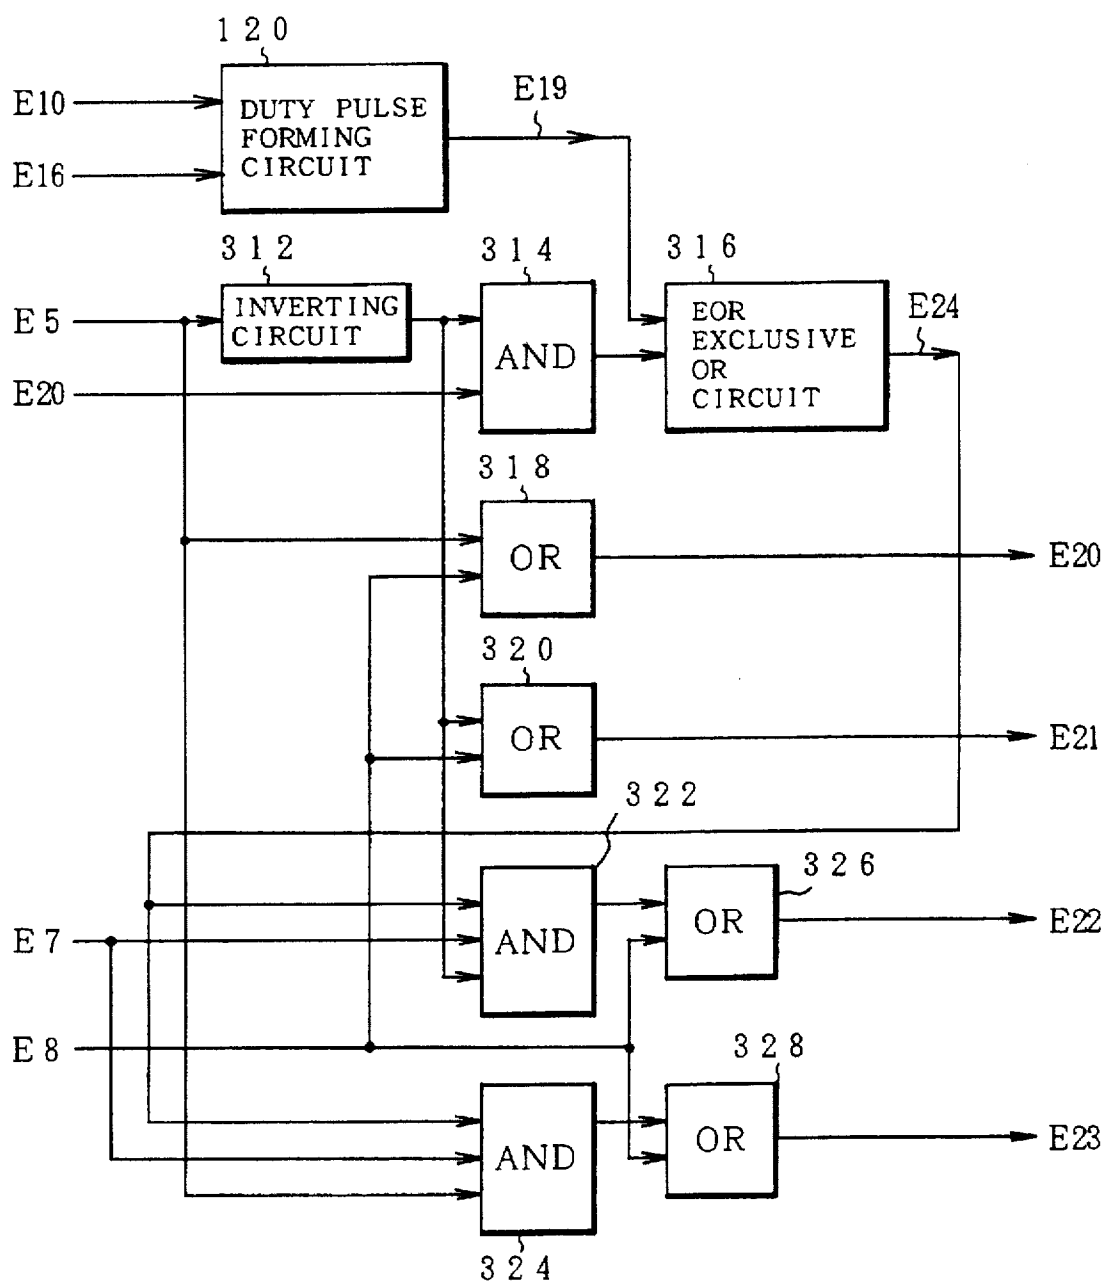 120
E10
E16
DUTY PULSE
FORMING
CIRCUIT
E19
312
314
316
E5
INVERTING
CIRCUIT
E20
AND
EOR
EXCLUSIVE
OR
CIRCUIT
E24
318
OR
E20
320
OR
E21
322
326
E7
AND
OR
E22
E8
328
AND
OR
E23
324